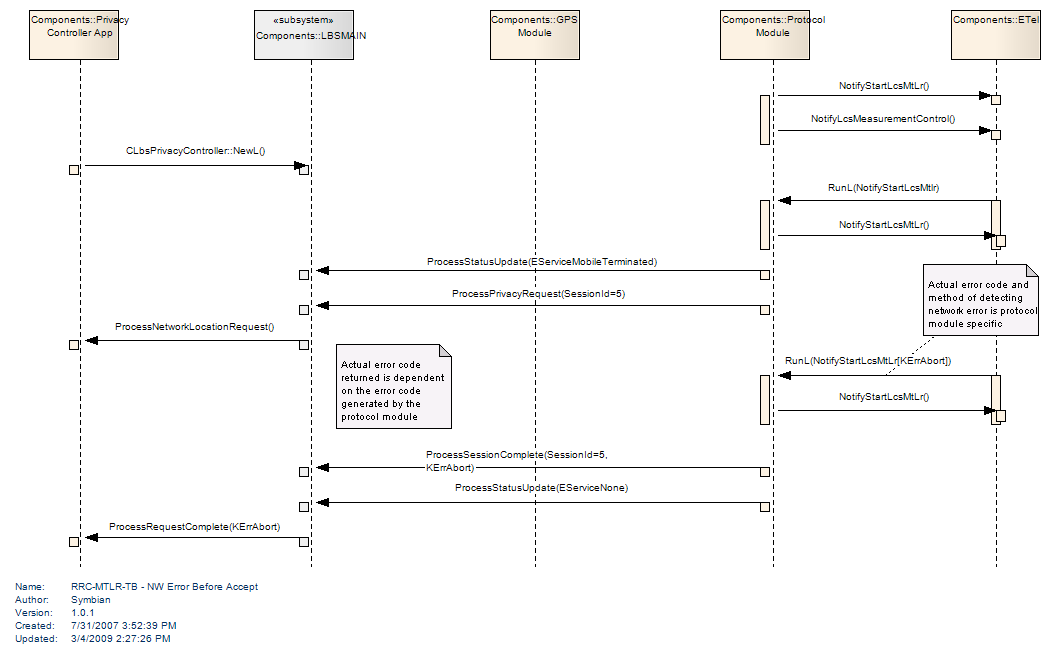 Components::Privacy
Controller App
«subsystem»
Components::LBSMAIN
Components::GPS
Module
Components::Protocol
Module
Components::ETel
NotifyStartLcsMtLr()
NotifyLcsMeasurementControl()
CLbsPrivacyController::NewL()
RunL(NotifyStartLcsMtlr)
NotifyStartLcsMtLr()
ProcessStatusUpdate(EServiceMobileTerminated)
ProcessPrivacyRequest(SessionId=5)
Actual error code and
method of detecting
network error is protocol
module specific
ProcessNetworkLocationRequest()
Actual error code
returned is dependent
on the error code
generated by the
protocol module
RunL(NotifyStartLcsMtLr[KErrAbort])
NotifyStartLcsMtLr()
ProcessSessionComplete(SessionId=5,
KErrAbort)
ProcessStatusUpdate(EServiceNone)
ProcessRequestComplete(KErrAbort)
Name: RRC-MTLR-TB - NW Error Before Accept
Author: Symbian
Version: 1.0.1
Created: 7/31/2007 3:52:39 PM
Updated: 3/4/2009 2:27:26 PM